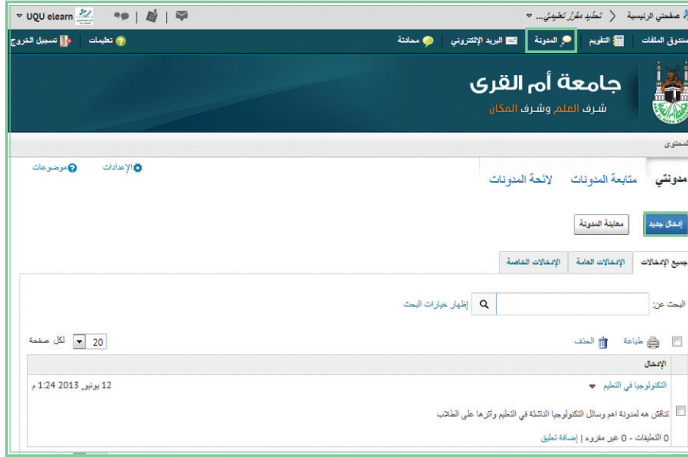 صفحتي الرئيسية > تحديد مقرر تعليمي... UQU elearn
صندوق الملفات التقويم المدونة البريد الإلكتروني محادثة تعليمات تسجيل الخروج
جامعة أم القرى
شرف العلم وشرف المكان
المحتوى
مدونتي متابعة المدونات لائحة المدونات الإعدادات موضوعات
إدخال جديد معاينة المدونة
جميع الإدخالات الإدخالات العامة الإدخالات الخاصة
البحث عن: إظهار خيارات البحث
طباعة الحذف 20 لكل صفحة
الإدخال
التكنولوجيا في التعليم 12 يونيو, 2013 1:24 م
تناقش هه لمدونة اهم وسائل التكنولوجيا الناشئة في التعليم وأثرها على الطلاب
0 التعليقات - 0 غير مقروء | إضافة تعليق